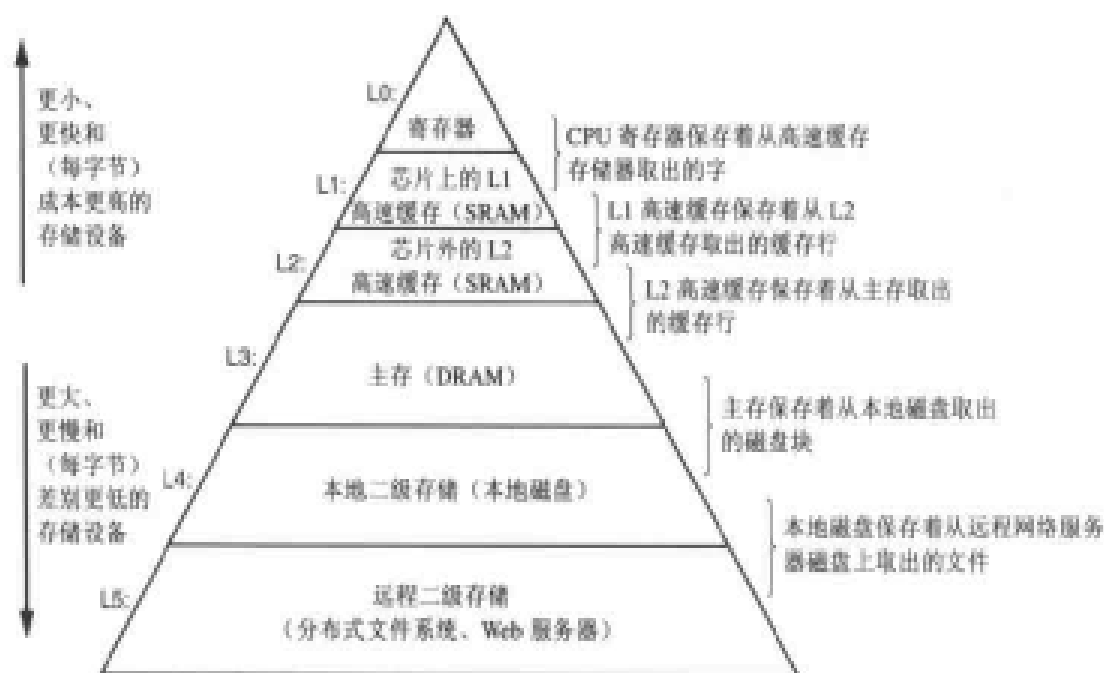 更小、
更快和
（每字节）
成本更高的
存储设备
更大、
更慢和
（每字节）
差别更低的
存储设备
L0:
寄存器
L1:
芯片上的 L1
高速缓存（SRAM）
L2:
芯片外的 L2
高速缓存（SRAM）
L3:
主存（DRAM）
L4:
本地二级存储（本地磁盘）
L5:
远程二级存储
（分布式文件系统、Web 服务器）
CPU 寄存器保存着从高速缓存
存储器取出的字
L1 高速缓存保存着从 L2
高速缓存取出的缓存行
L2 高速缓存保存着从主存取出
的缓存行
主存保存着从本地磁盘取出
的磁盘块
本地磁盘保存着从远程网络服务
器磁盘上取出的文件